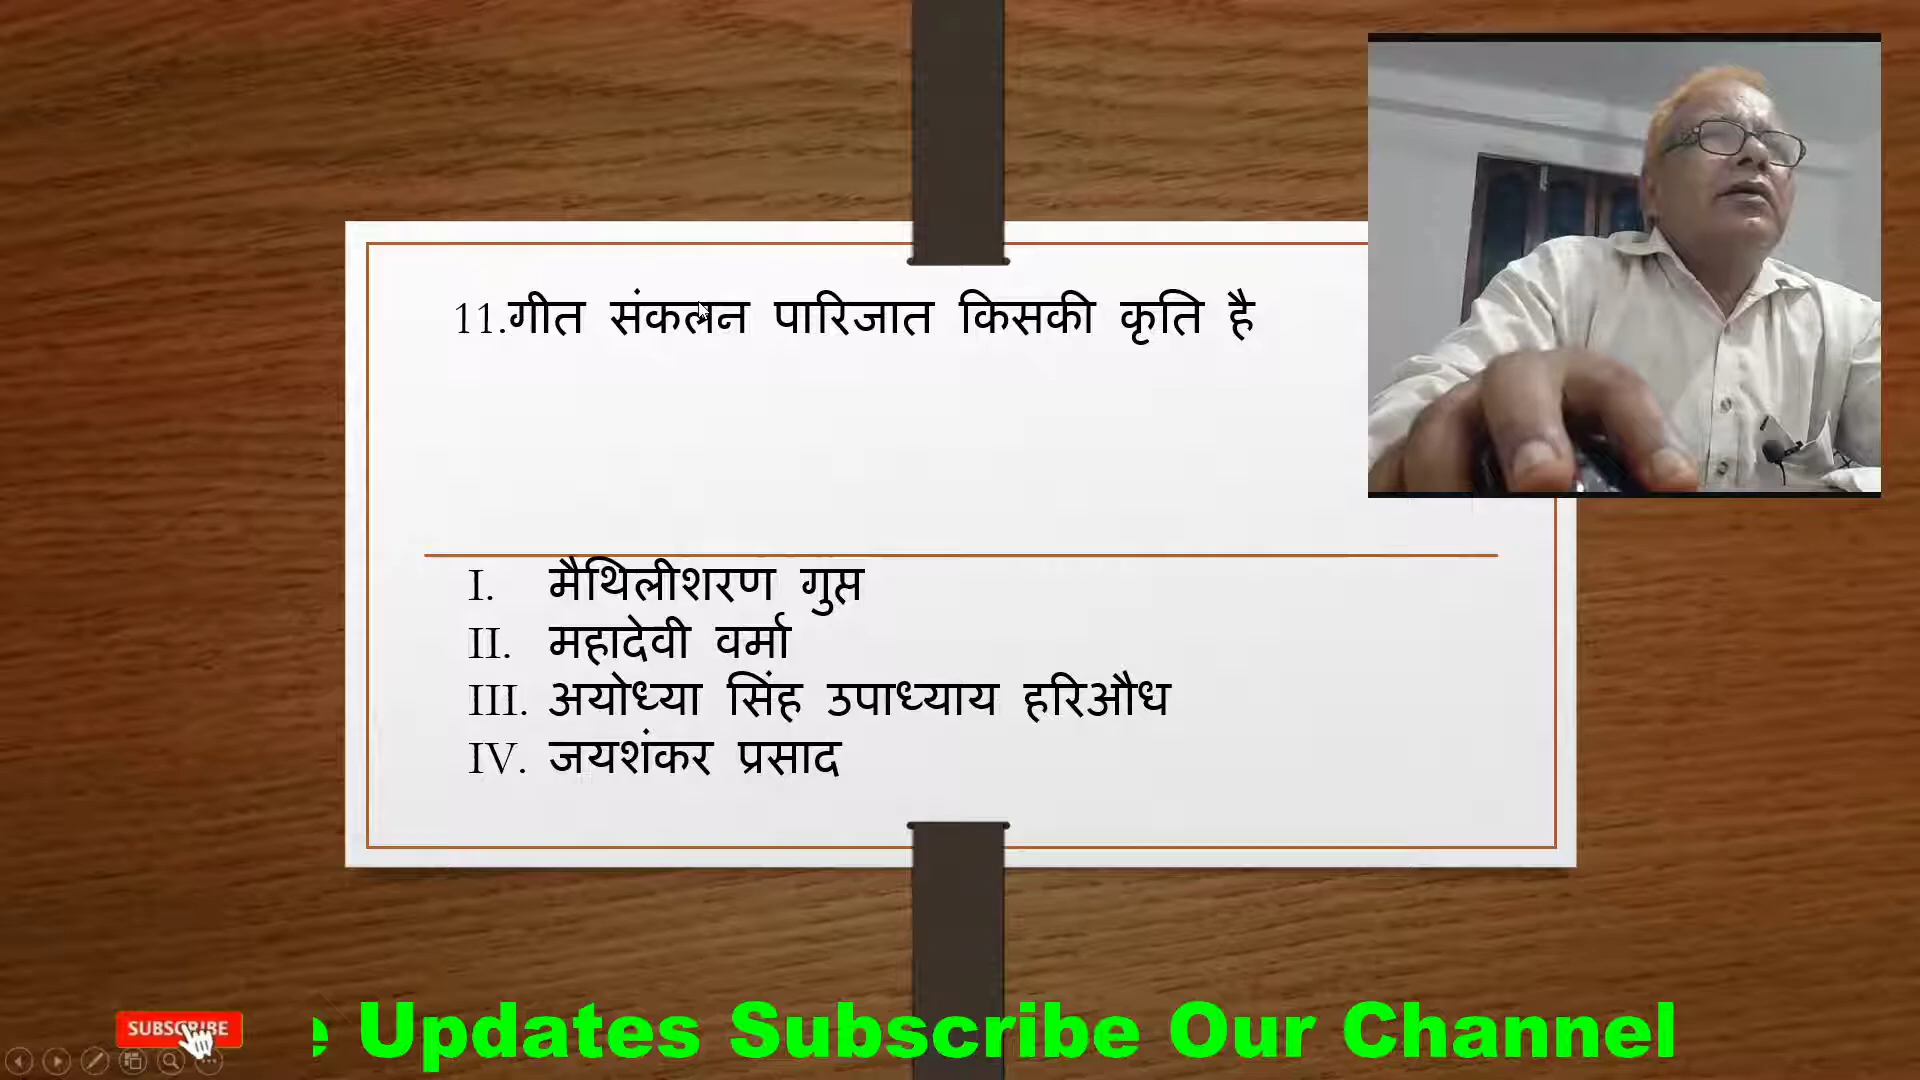 11.गीत संकलन पारिजात किसकी कृति है
I. मैथिलीशरण गुप्त
II. महादेवी वर्मा
III. अयोध्या सिंह उपाध्याय हरिऔध
IV. जयशंकर प्रसाद
SUBSCRIBE
e Updates Subscribe Our Channel